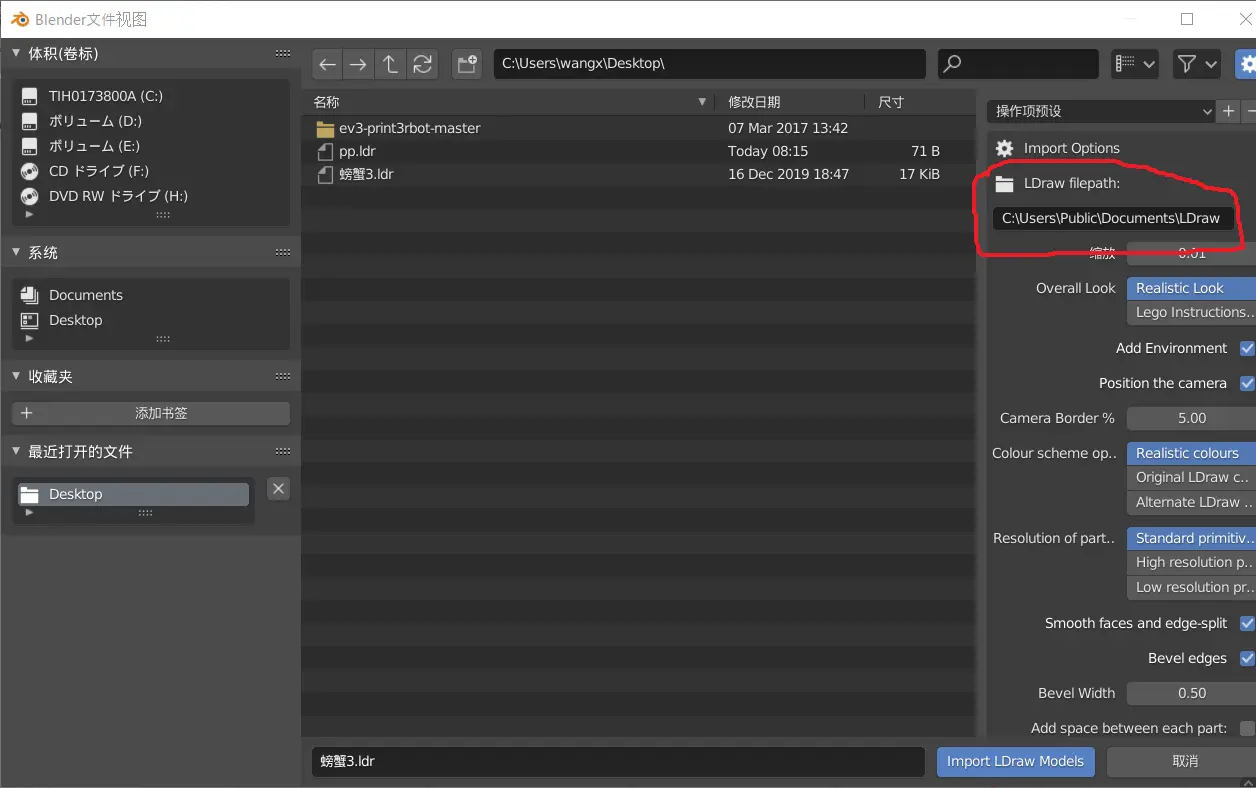 Blender文件视图
体积(卷标)
TIH0173800A (C:)
ボリューム (D:)
ボリューム (E:)
CD ドライブ (F:)
DVD RW ドライブ (H:)
系统
Documents
Desktop
收藏夹
添加书签
最近打开的文件
Desktop
C:\Users\wangx\Desktop\
名称 修改日期 尺寸
ev3-print3rbot-master 07 Mar 2017 13:42
pp.ldr Today 08:15 71 B
螃蟹3.ldr 16 Dec 2019 18:47 17 KiB
操作项预设
Import Options
LDraw filepath:
C:\Users\Public\Documents\LDraw
缩放 0.01
Overall Look Realistic Look
Lego Instructions..
Add Environment
Position the camera
Camera Border % 5.00
Colour scheme op.. Realistic colours
Original LDraw c..
Alternate LDraw ..
Resolution of part.. Standard primitiv..
High resolution p..
Low resolution pr..
Smooth faces and edge-split
Bevel edges
Bevel Width 0.50
Add space between each part:
螃蟹3.ldr
Import LDraw Models
取消